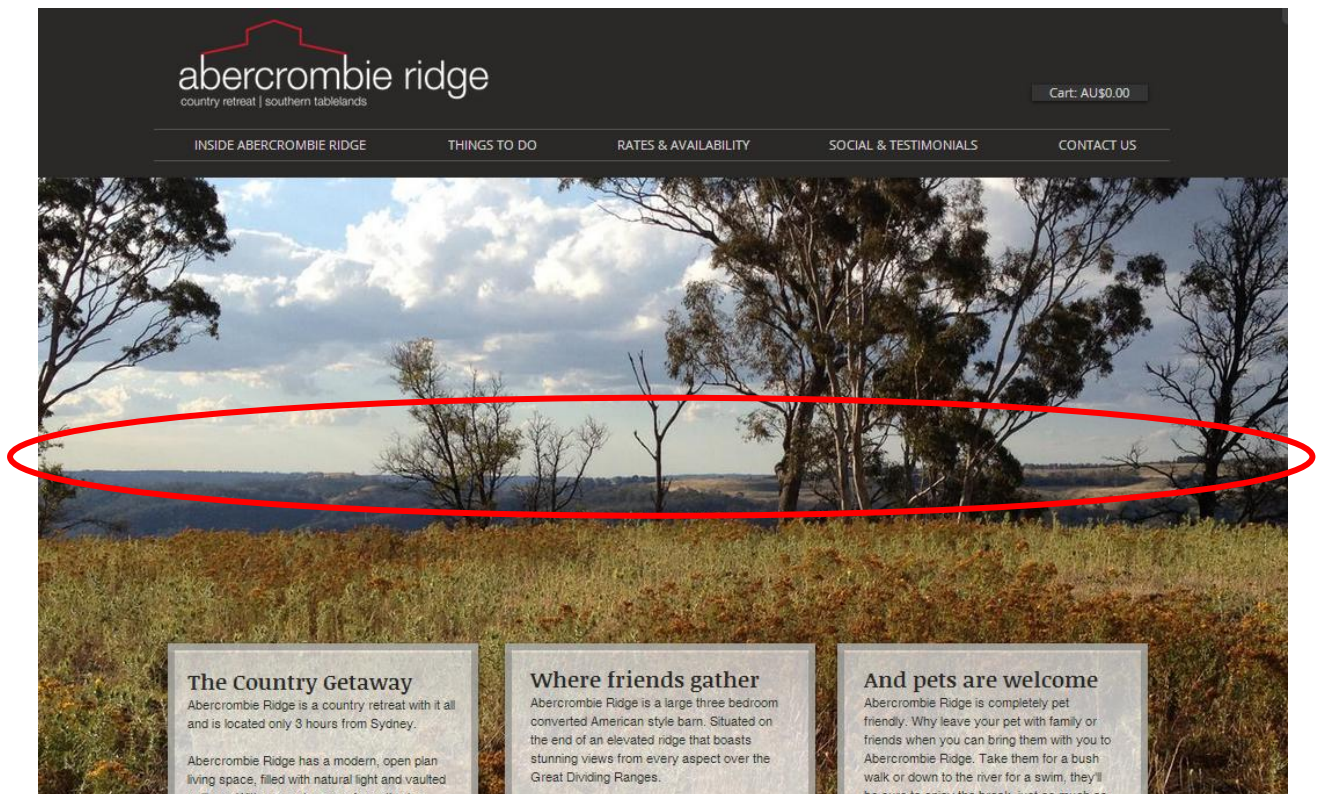 abercrombie ridge
country retreat | southern tablelands
Cart: AU$0.00
INSIDE ABERCROMBIE RIDGE THINGS TO DO RATES & AVAILABILITY SOCIAL & TESTIMONIALS CONTACT US
The Country Getaway
Abercrombie Ridge is a country retreat with it all
and is located only 3 hours from Sydney.
Abercrombie Ridge has a modern, open plan
living space, filled with natural light and vaulted
Where friends gather
Abercrombie Ridge is a large three bedroom
converted American style barn. Situated on
the end of an elevated ridge that boasts
stunning views from every aspect over the
Great Dividing Ranges.
And pets are welcome
Abercrombie Ridge is completely pet
friendly. Why leave your pet with family or
friends when you can bring them with you to
Abercrombie Ridge. Take them for a bush
walk or down to the river for a swim, they'll